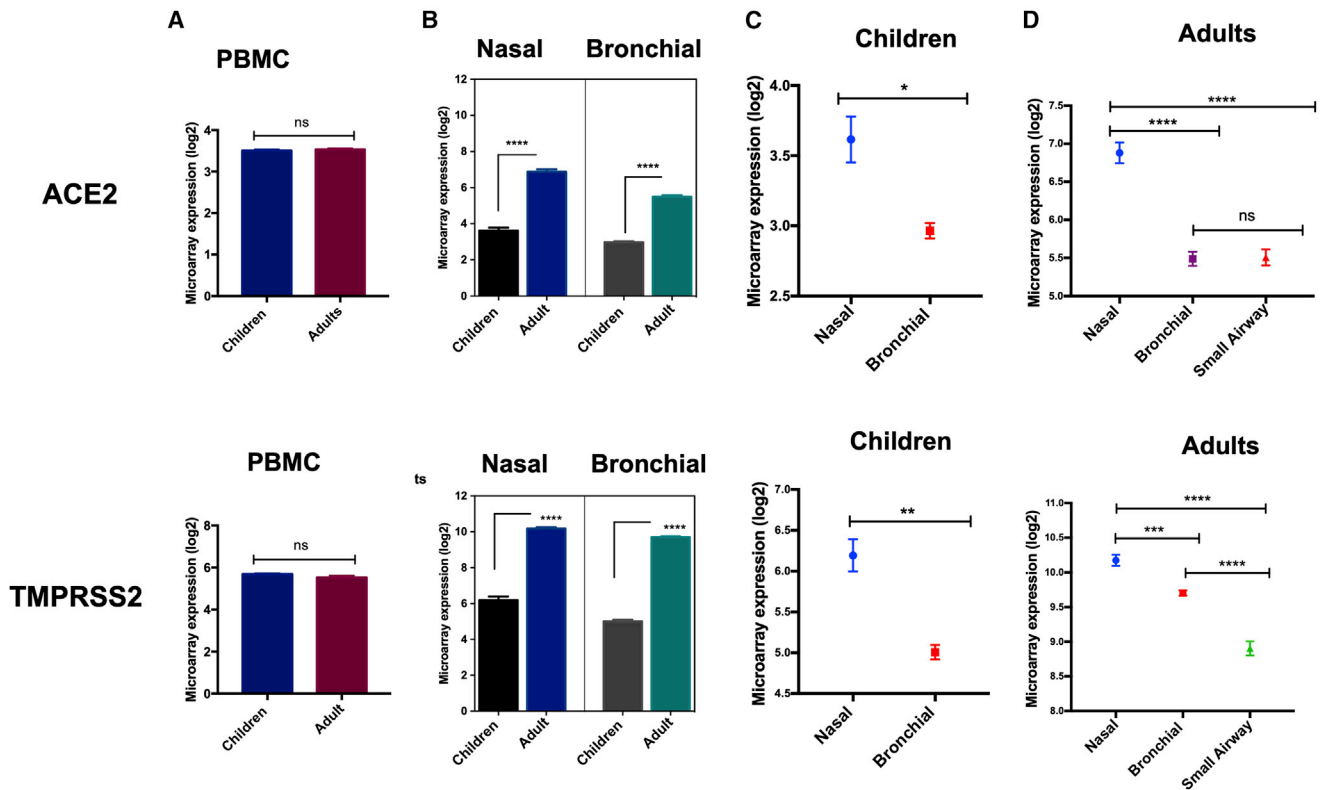 A
B
C
D
PBMC
Nasal
Bronchial
Children
Adults
ACE2
Microarray expression (log2)
4
3
2
1
0
ns
Children
Adults
Microarray expression (log2)
12
10
8
6
4
2
0
****
****
Children
Adult
Children
Adult
Microarray expression (log2)
4.0
3.5
3.0
2.5
*
Nasal
Bronchial
Microarray expression (log2)
7.5
7.0
6.5
6.0
5.5
5.0
****
****
ns
Nasal
Bronchial
Small Airway
PBMC
ts
Nasal
Bronchial
Children
Adults
TMPRSS2
Microarray expression (log2)
8
6
4
2
0
ns
Children
Adult
Microarray expression (log2)
12
10
8
6
4
2
0
****
****
Children
Adult
Children
Adult
Microarray expression (log2)
7.0
6.5
6.0
5.5
5.0
4.5
**
Nasal
Bronchial
Microarray expression (log2)
11.0
10.5
10.0
9.5
9.0
8.5
8.0
****
***
****
Nasal
Bronchial
Small Airway